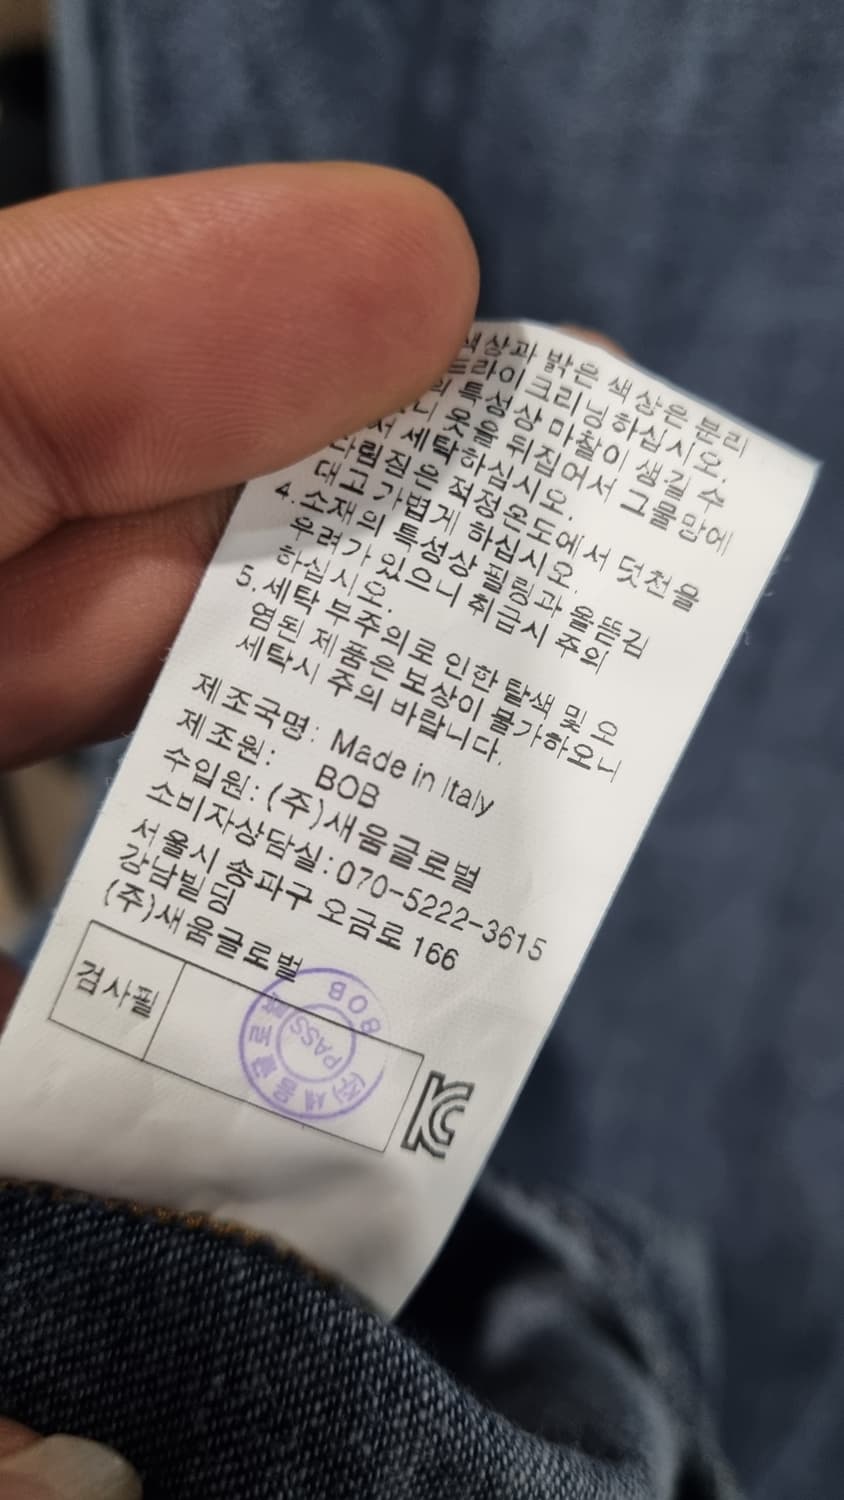 색상과 밝은 색상은 분리
드라이 크리닝하십시오.
의 특성상 마찰이 생길 수
니 옷을 뒤집어서 그물망에
서 세탁하십시오.
다림질은 적정온도에서 덧천을
대고 가볍게 하십시오.
4. 소재의 특성상 필링과 올뜯김
우려가 있으니 취급시 주의
하십시오.
5. 세탁 부주의로 인한 탈색 및 오
염된 제품은 보상이 불가하오니
세탁시 주의 바랍니다.
제조국명: Made in Italy
제조원: BOB
수입원: (주)새움글로벌
소비자상담실: 070-5222-3615
서울시 송파구 오금로 166
강남빌딩
(주)새움글로벌
검사필
BOB
PASS
(주)새움글로벌
KC